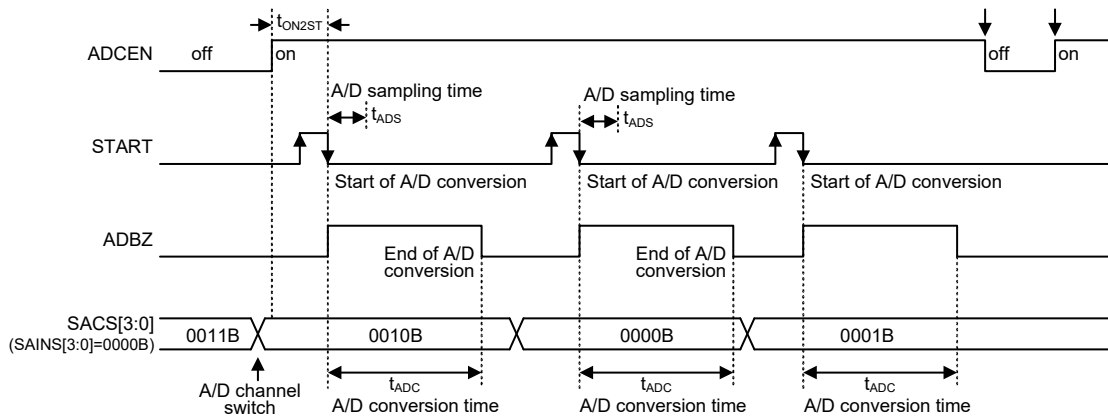 tON2ST
ADCEN
off
on
off
on
A/D sampling time
tADS
A/D sampling time
tADS
START
Start of A/D conversion
Start of A/D conversion
Start of A/D conversion
ADBZ
End of A/D
conversion
End of A/D
conversion
SACS[3:0]
(SAINS[3:0]=0000B)
0011B
0010B
0000B
0001B
A/D channel
switch
tADC
A/D conversion time
tADC
A/D conversion time
tADC
A/D conversion time